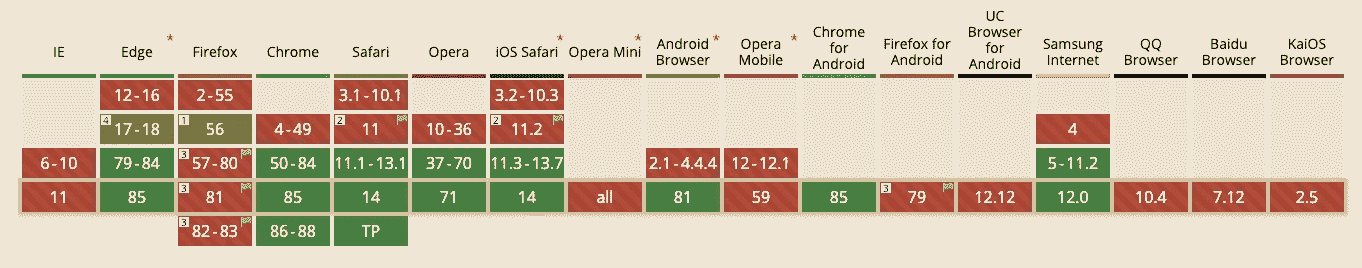 IE Edge * Firefox Chrome Safari Opera iOS Safari * Opera Mini * Android Browser * Opera Mobile * Chrome for Android Firefox for Android UC Browser for Android Samsung Internet QQ Browser Baidu Browser KaiOS Browser
12-16 2-55 3.1-10.1 3.2-10.3
4 17-18 1 56 4-49 2 11 10-36 2 11.2 4
6-10 79-84 3 57-80 50-84 11.1-13.1 37-70 11.3-13.7 2.1-4.4.4 12-12.1 5-11.2
11 85 3 81 85 14 71 14 all 81 59 85 3 79 12.12 12.0 10.4 7.12 2.5
3 82-83 86-88 TP